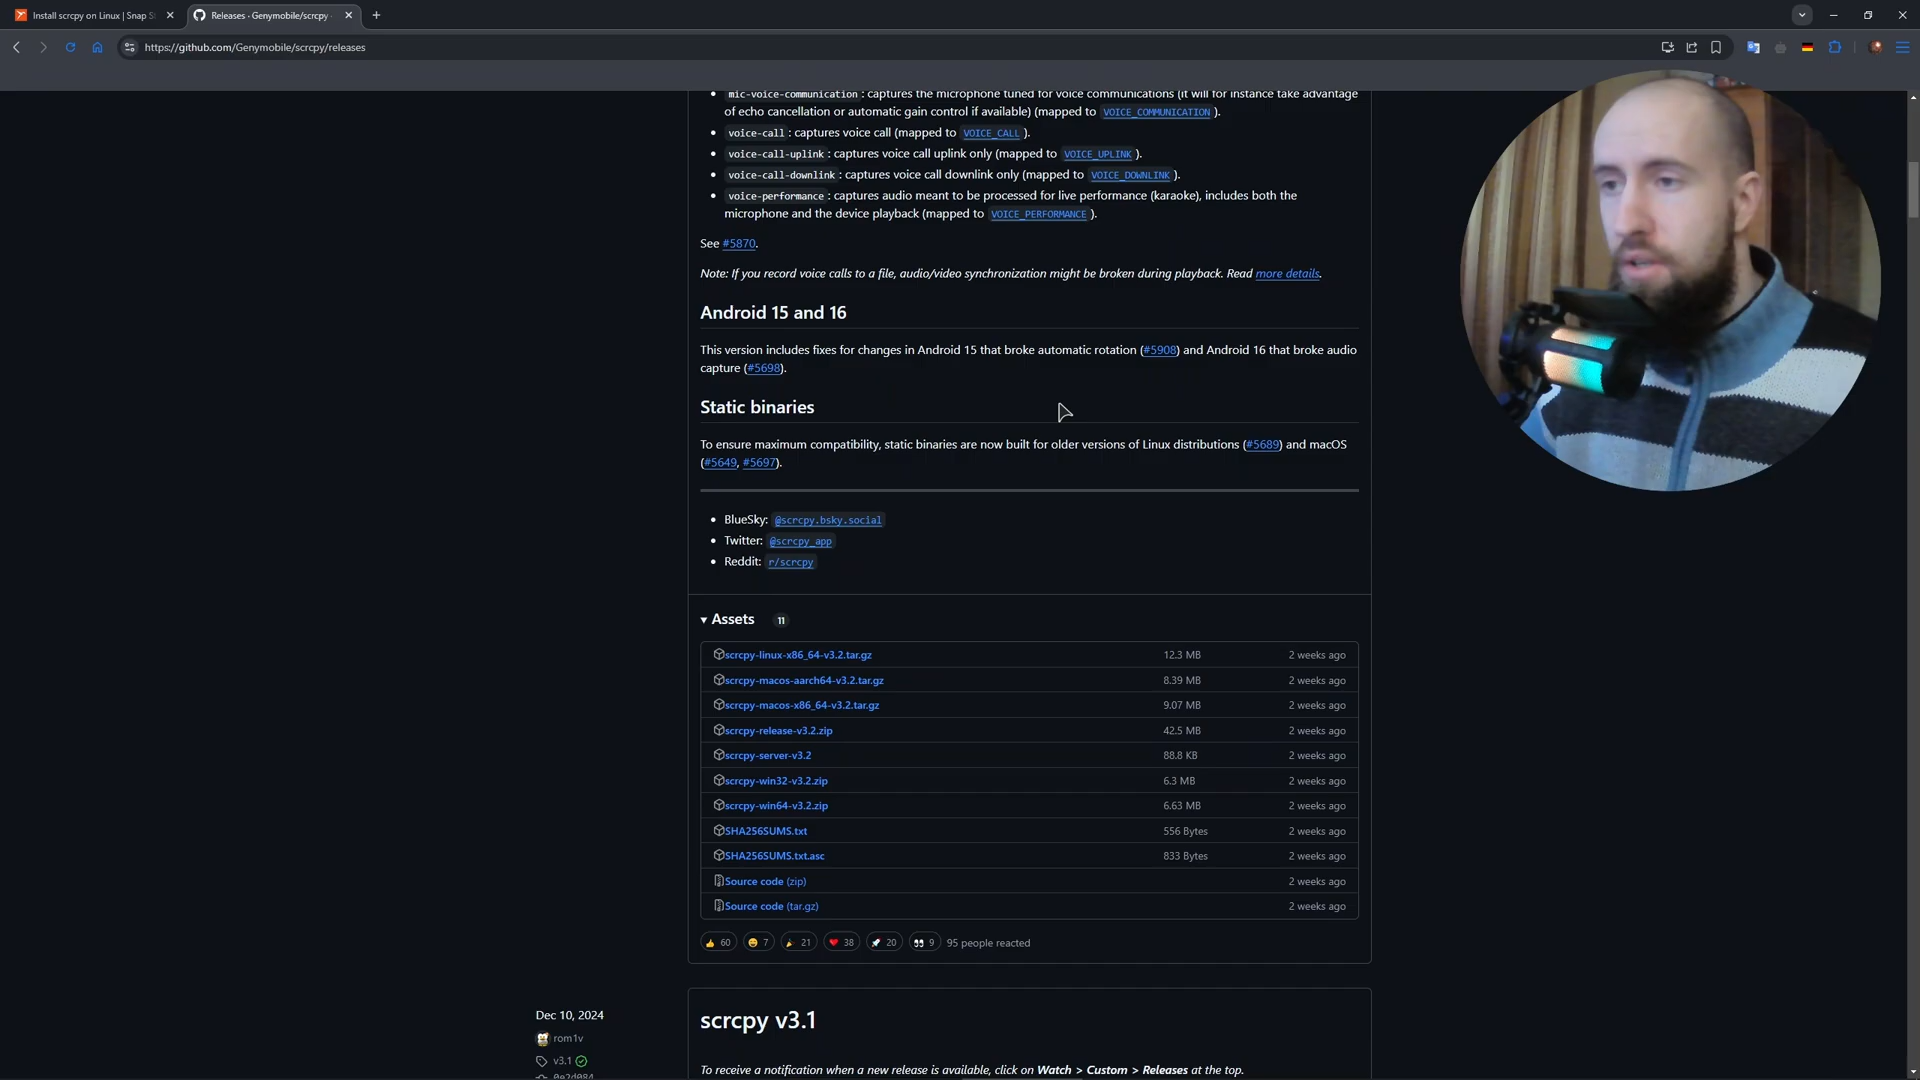 Install scrcpy on Linux | Snap S
Releases · Genymobile/scrcpy
https://github.com/Genymobile/scrcpy/releases
mic-voice-communication : captures the microphone tuned for voice communications (it will for instance take advantage
of echo cancellation or automatic gain control if available) (mapped to VOICE_COMMUNICATION ).
voice-call : captures voice call (mapped to VOICE_CALL ).
voice-call-uplink : captures voice call uplink only (mapped to VOICE_UPLINK ).
voice-call-downlink : captures voice call downlink only (mapped to VOICE_DOWNLINK ).
voice-performance : captures audio meant to be processed for live performance (karaoke), includes both the
microphone and the device playback (mapped to VOICE_PERFORMANCE ).
See #5870.
Note: If you record voice calls to a file, audio/video synchronization might be broken during playback. Read more details.
Android 15 and 16
This version includes fixes for changes in Android 15 that broke automatic rotation (#5908) and Android 16 that broke audio
capture (#5698).
Static binaries
To ensure maximum compatibility, static binaries are now built for older versions of Linux distributions (#5689) and macOS
(#5649, #5697).
BlueSky: @scrcpy.bsky.social
Twitter: @scrcpy_app
Reddit: r/scrcpy
Assets 11
scrcpy-linux-x86_64-v3.2.tar.gz 12.3 MB 2 weeks ago
scrcpy-macos-aarch64-v3.2.tar.gz 8.39 MB 2 weeks ago
scrcpy-macos-x86_64-v3.2.tar.gz 9.07 MB 2 weeks ago
scrcpy-release-v3.2.zip 42.5 MB 2 weeks ago
scrcpy-server-v3.2 88.8 KB 2 weeks ago
scrcpy-win32-v3.2.zip 6.3 MB 2 weeks ago
scrcpy-win64-v3.2.zip 6.63 MB 2 weeks ago
SHA256SUMS.txt 556 Bytes 2 weeks ago
SHA256SUMS.txt.asc 833 Bytes 2 weeks ago
Source code (zip) 2 weeks ago
Source code (tar.gz) 2 weeks ago
60 7 21 38 20 9 95 people reacted
Dec 10, 2024
rom1v
v3.1
0e2d084
scrcpy v3.1
To receive a notification when a new release is available, click on Watch > Custom > Releases at the top.